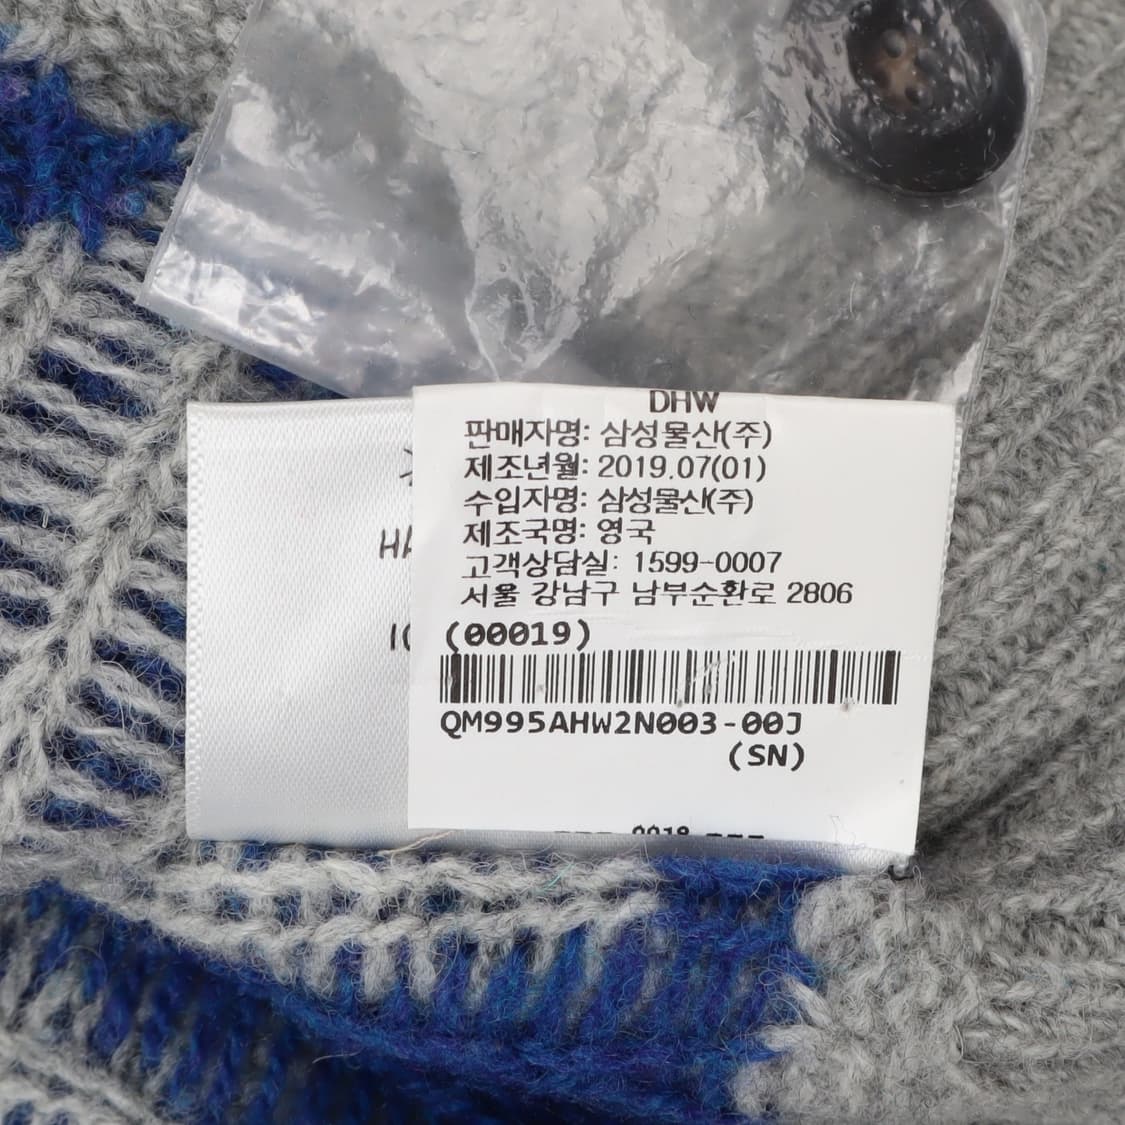 DHW
판매자명: 삼성물산(주)
제조년월: 2019.07(01)
수입자명: 삼성물산(주)
제조국명: 영국
고객상담실: 1599-0007
서울 강남구 남부순환로 2806
(00019)
QM995AHW2N003-00J
(SN)
HA